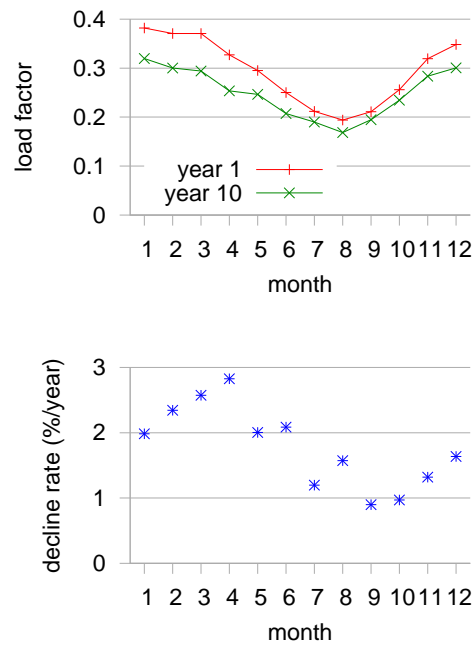 0.4
0.3
0.2
0.1
0
load factor
year 1
year 10
1 2 3 4 5 6 7 8 9 10 11 12
month
3
2
1
0
decline rate (%/year)
1 2 3 4 5 6 7 8 9 10 11 12
month